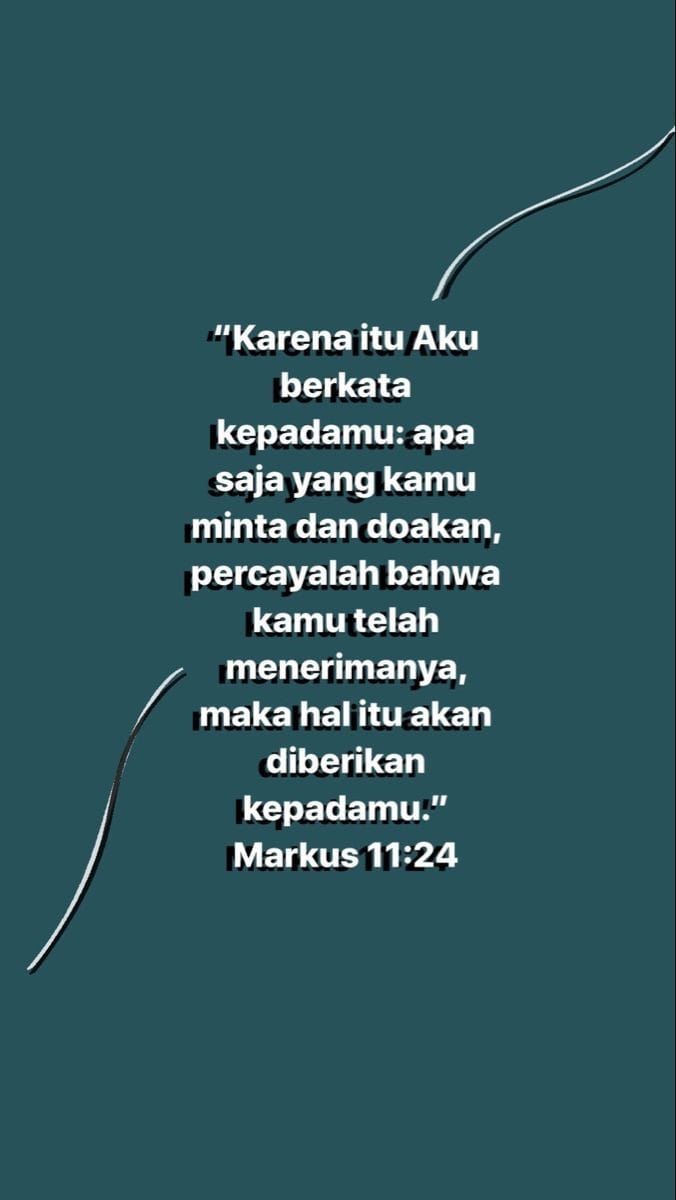 “Karena itu Aku
berkata
kepadamu: apa
saja yang kamu
minta dan doakan,
percayalah bahwa
kamu telah
menerimanya,
maka hal itu akan
diberikan
kepadamu.”
Markus 11:24